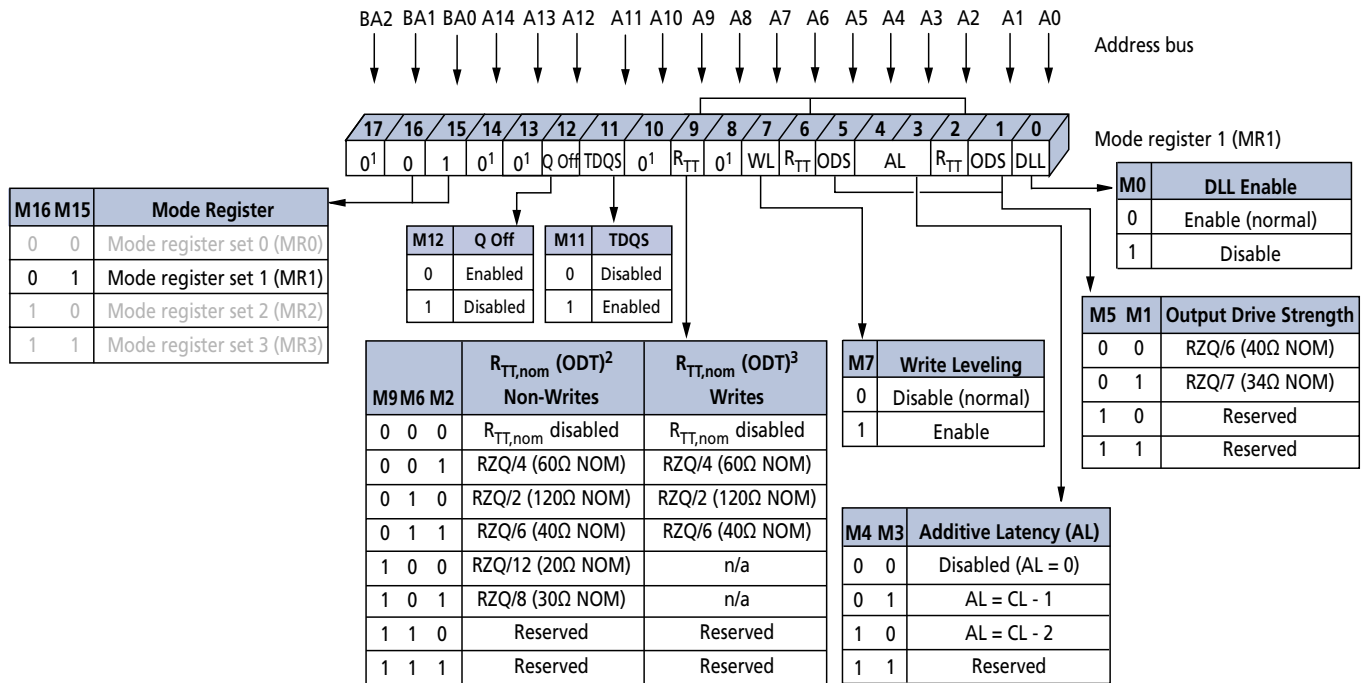 BA2 BA1 BA0 A14 A13 A12 A11 A10 A9 A8 A7 A6 A5 A4 A3 A2 A1 A0
Address bus
17 16 15 14 13 12 11 10 9 8 7 6 5 4 3 2 1 0
Mode register 1 (MR1)
0¹ 0 1 0¹ 0¹ Q Off TDQS 0¹ RTT 0¹ WL RTT ODS AL RTT ODS DLL
M16 M15 Mode Register
0 0 Mode register set 0 (MR0)
0 1 Mode register set 1 (MR1)
1 0 Mode register set 2 (MR2)
1 1 Mode register set 3 (MR3)
M12 Q Off
0 Enabled
1 Disabled
M11 TDQS
0 Disabled
1 Enabled
M0 DLL Enable
0 Enable (normal)
1 Disable
M5 M1 Output Drive Strength
0 0 RZQ/6 (40Ω NOM)
0 1 RZQ/7 (34Ω NOM)
1 0 Reserved
1 1 Reserved
M9 M6 M2 RTT,nom (ODT)² Non-Writes RTT,nom (ODT)³ Writes
0 0 0 RTT,nom disabled RTT,nom disabled
0 0 1 RZQ/4 (60Ω NOM) RZQ/4 (60Ω NOM)
0 1 0 RZQ/2 (120Ω NOM) RZQ/2 (120Ω NOM)
0 1 1 RZQ/6 (40Ω NOM) RZQ/6 (40Ω NOM)
1 0 0 RZQ/12 (20Ω NOM) n/a
1 0 1 RZQ/8 (30Ω NOM) n/a
1 1 0 Reserved Reserved
1 1 1 Reserved Reserved
M7 Write Leveling
0 Disable (normal)
1 Enable
M4 M3 Additive Latency (AL)
0 0 Disabled (AL = 0)
0 1 AL = CL - 1
1 0 AL = CL - 2
1 1 Reserved